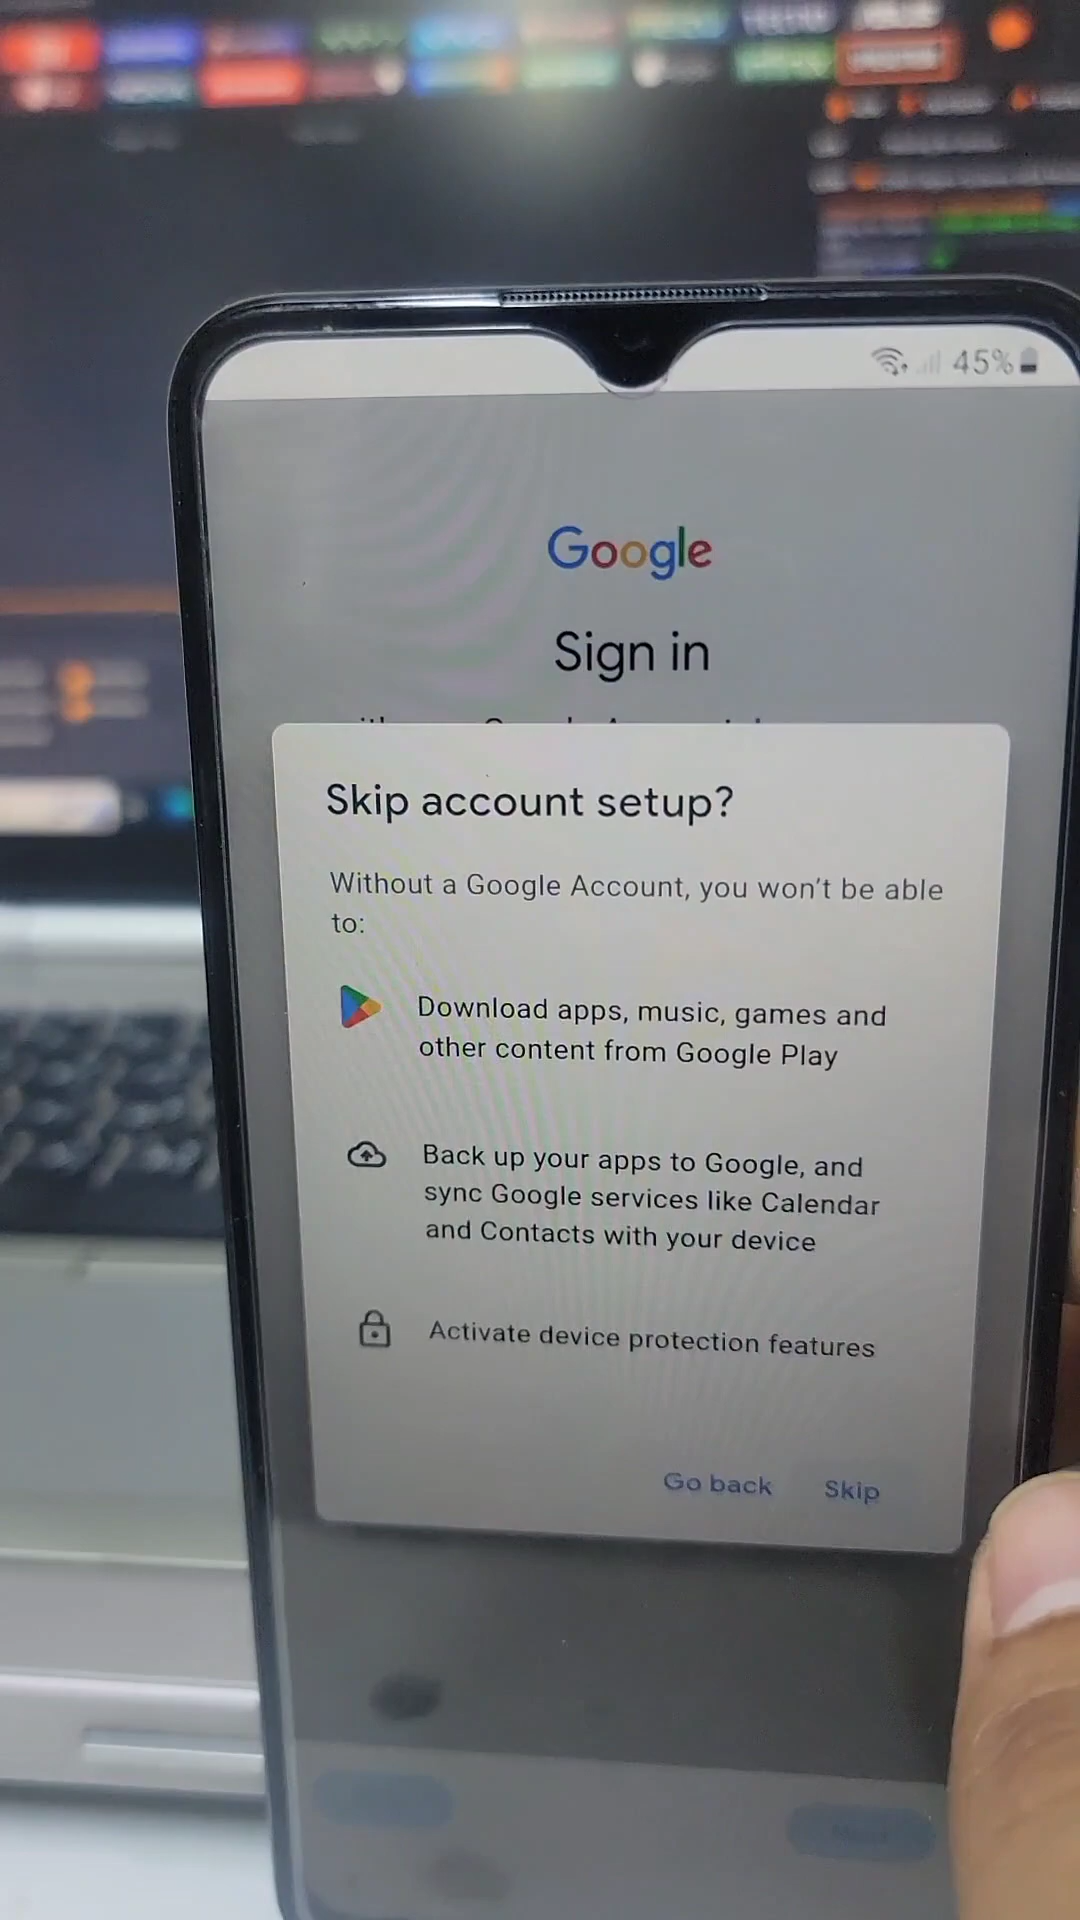 45%
Google
Sign in
Skip account setup?
Without a Google Account, you won't be able
to:
Download apps, music, games and
other content from Google Play
Back up your apps to Google, and
sync Google services like Calendar
and Contacts with your device
Activate device protection features
Go back Skip